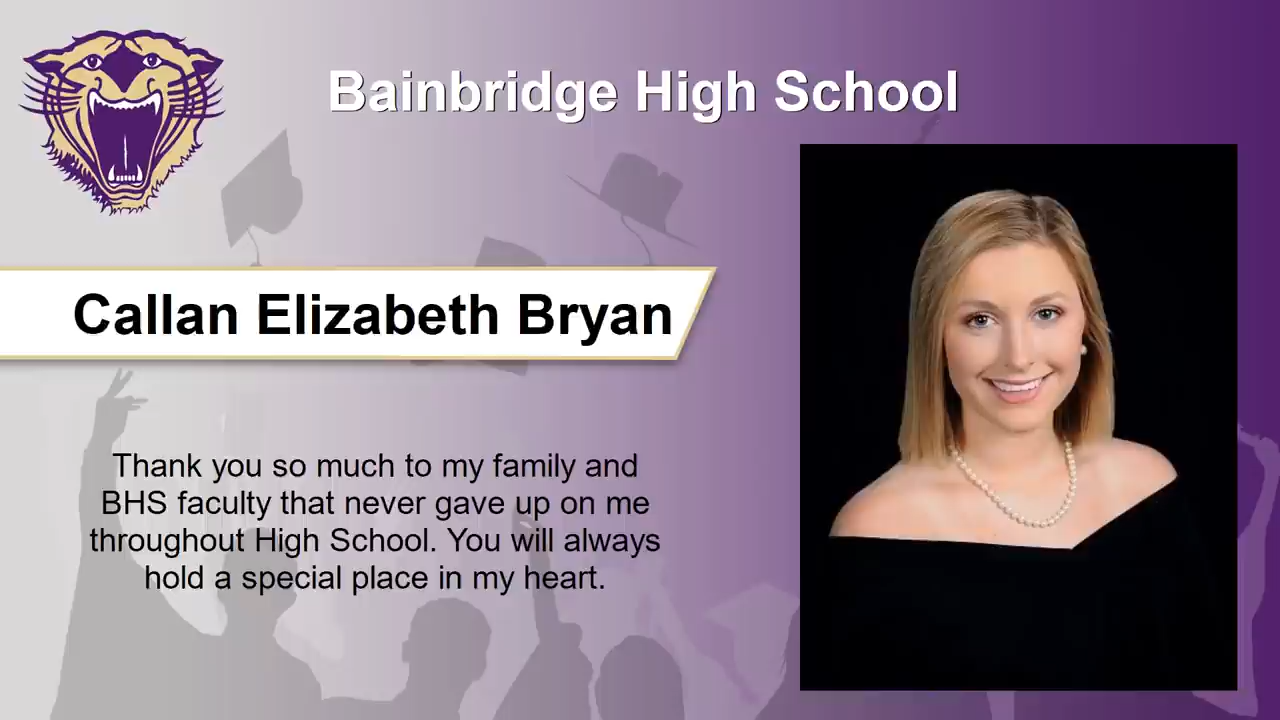 Bainbridge High School
Callan Elizabeth Bryan
Thank you so much to my family and
BHS faculty that never gave up on me
throughout High School. You will always
hold a special place in my heart.